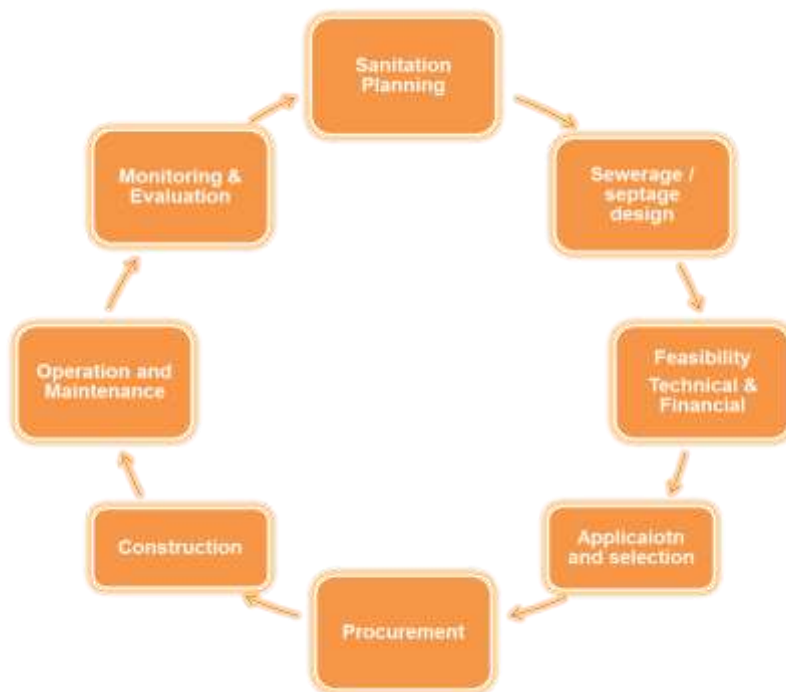 Sanitation
Planning
Sewerage /
septage
design
Feasibility
Technical &
Financial
Applicaiotn
and selection
Procurement
Construction
Operation and
Maintenance
Monitoring &
Evaluation